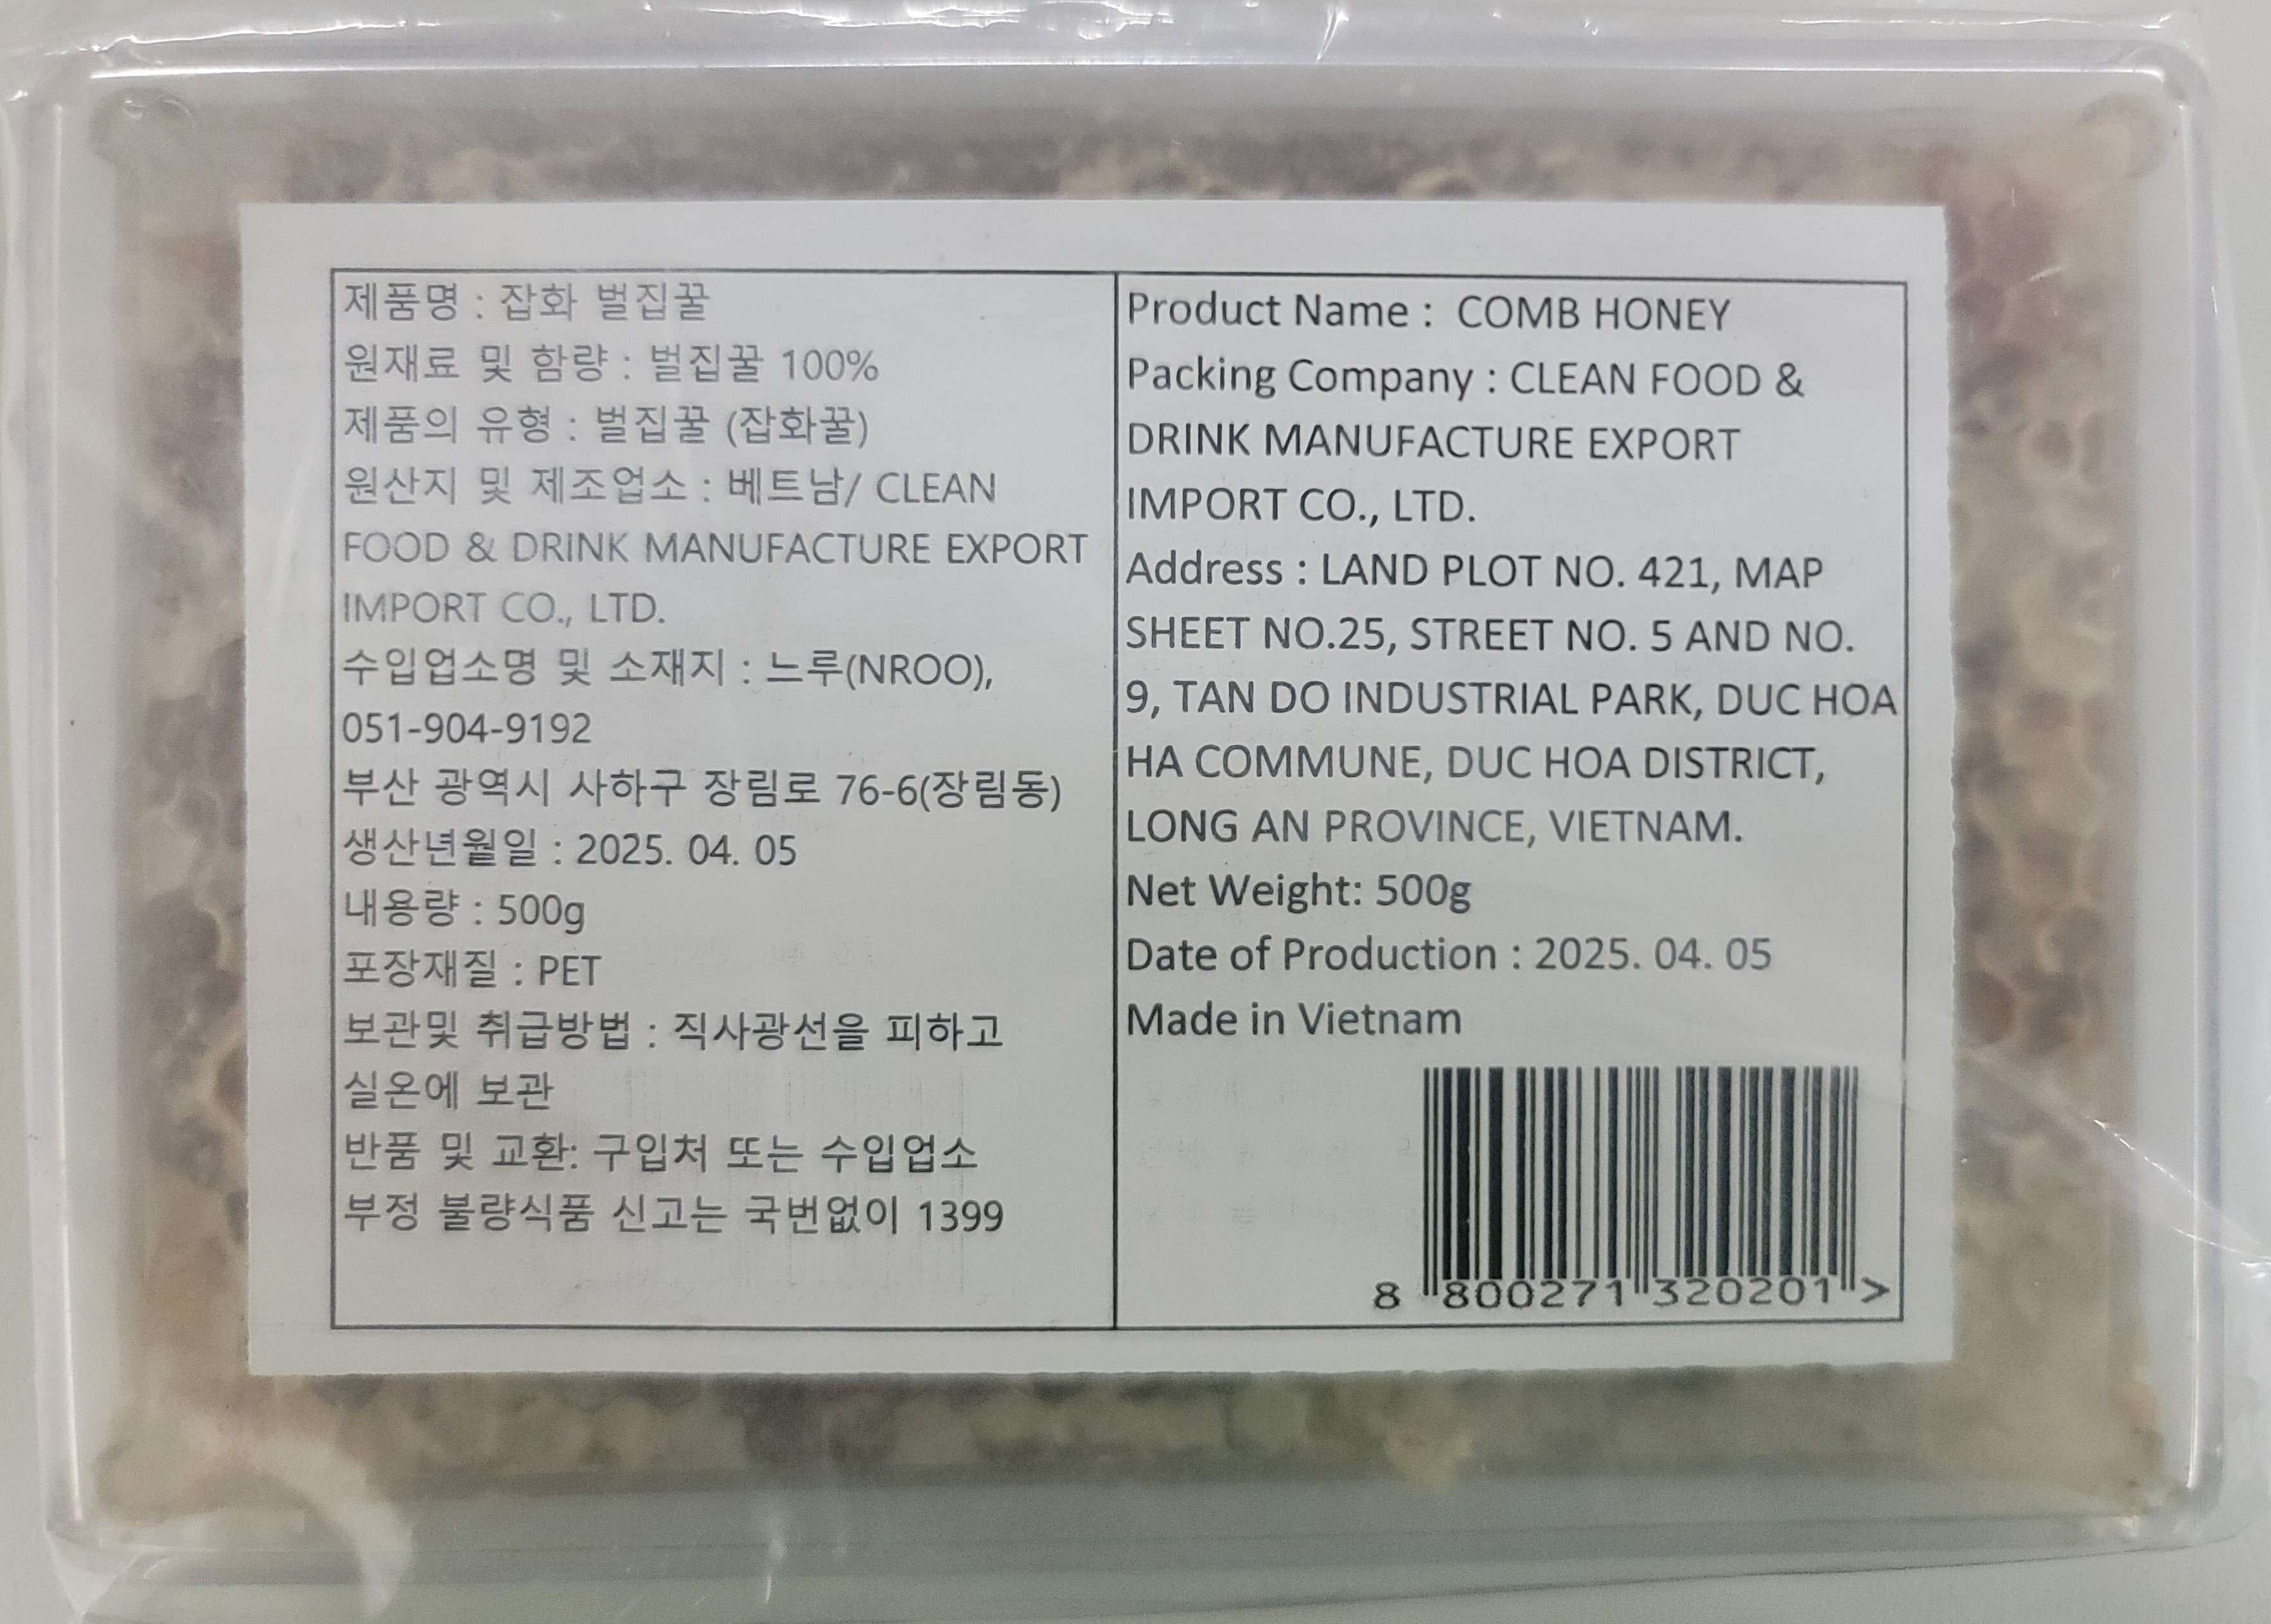 제품명 : 잡화 벌집꿀
원재료 및 함량 : 벌집꿀 100%
제품의 유형 : 벌집꿀 (잡화꿀)
원산지 및 제조업소 : 베트남/ CLEAN
FOOD & DRINK MANUFACTURE EXPORT
IMPORT CO., LTD.
수입업소명 및 소재지 : 느루(NROO),
051-904-9192
부산 광역시 사하구 장림로 76-6(장림동)
생산년월일 : 2025. 04. 05
내용량 : 500g
포장재질 : PET
보관및 취급방법 : 직사광선을 피하고
실온에 보관
반품 및 교환: 구입처 또는 수입업소
부정 불량식품 신고는 국번없이 1399
Product Name : COMB HONEY
Packing Company : CLEAN FOOD &
DRINK MANUFACTURE EXPORT
IMPORT CO., LTD.
Address : LAND PLOT NO. 421, MAP
SHEET NO.25, STREET NO. 5 AND NO.
9, TAN DO INDUSTRIAL PARK, DUC HOA
HA COMMUNE, DUC HOA DISTRICT,
LONG AN PROVINCE, VIETNAM.
Net Weight: 500g
Date of Production : 2025. 04. 05
Made in Vietnam
8 800271 320201 >